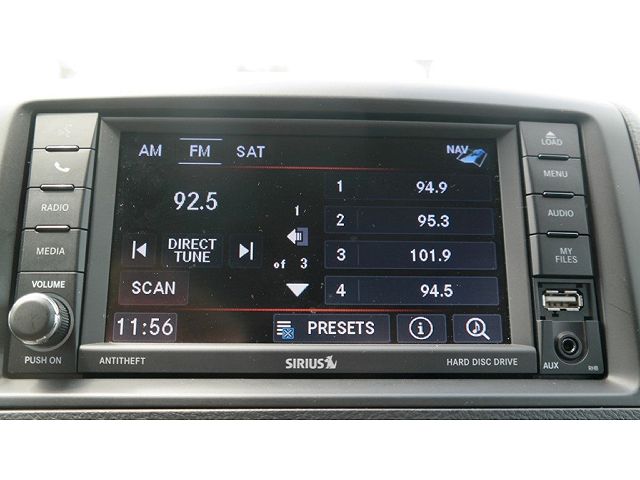 LOAD
AM FM SAT NAV
1 94.9
MENU
92.5
RADIO
1
2 95.3
AUDIO
DIRECT TUNE
3 101.9
MEDIA
of 3
MY FILES
SCAN
4 94.5
VOLUME
11:56 PRESETS
PUSH ON
ANTITHEFT
SIRIUS
HARD DISC DRIVE
AUX
RHB